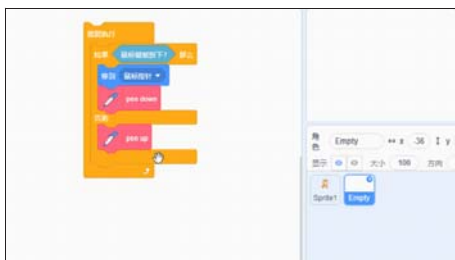 重复执行
如果 鼠标键被按下? 那么
移到 鼠标指针
pen down
否则
pen up
角色 Empty x -36 y
显示 大小 100 方向
Sprite1 Empty